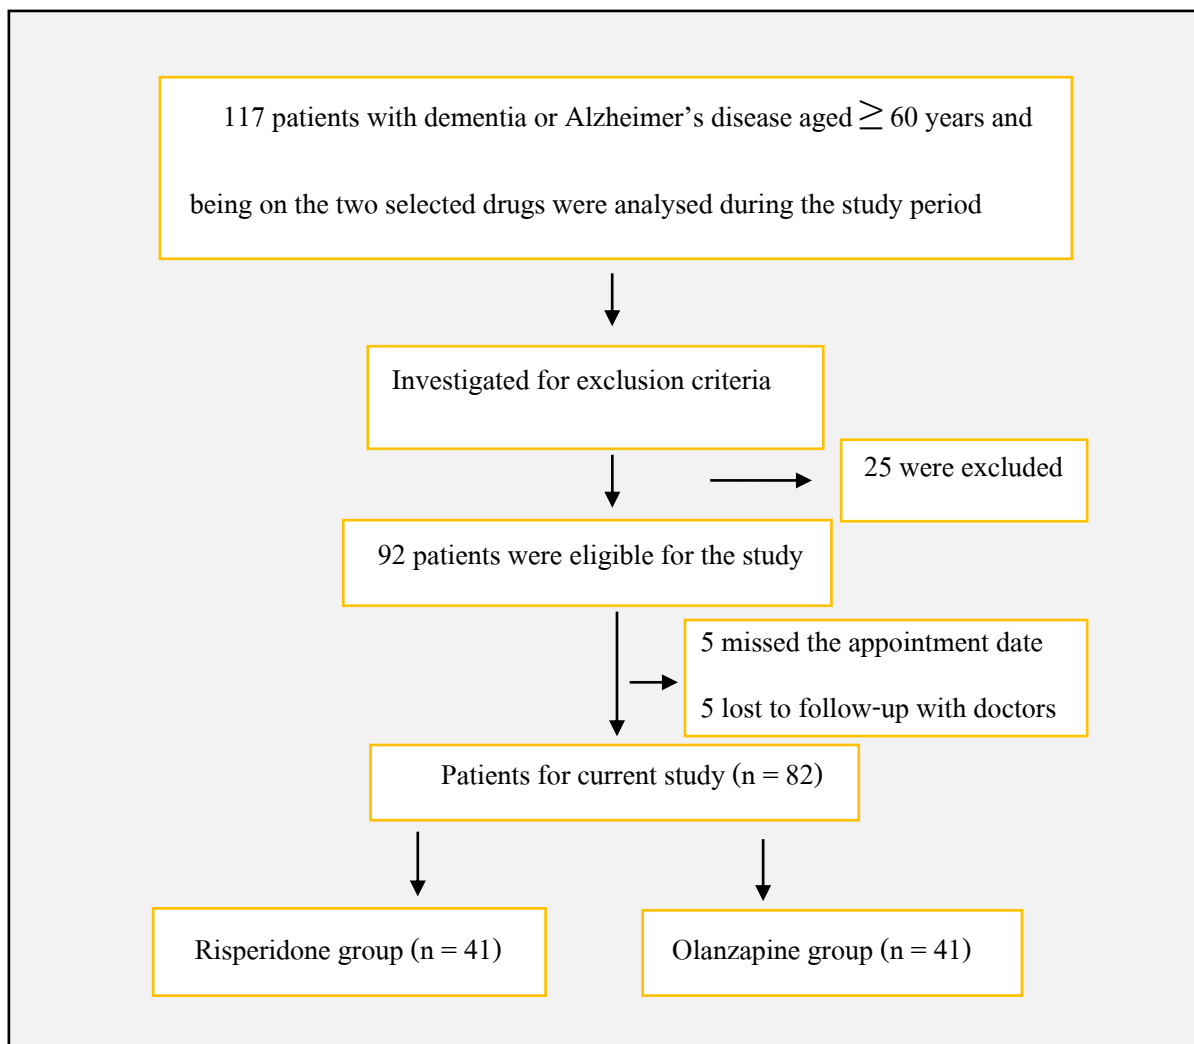 117 patients with dementia or Alzheimer’s disease aged ≥ 60 years and
being on the two selected drugs were analysed during the study period
Investigated for exclusion criteria
25 were excluded
92 patients were eligible for the study
5 missed the appointment date
5 lost to follow-up with doctors
Patients for current study (n = 82)
Risperidone group (n = 41)
Olanzapine group (n = 41)